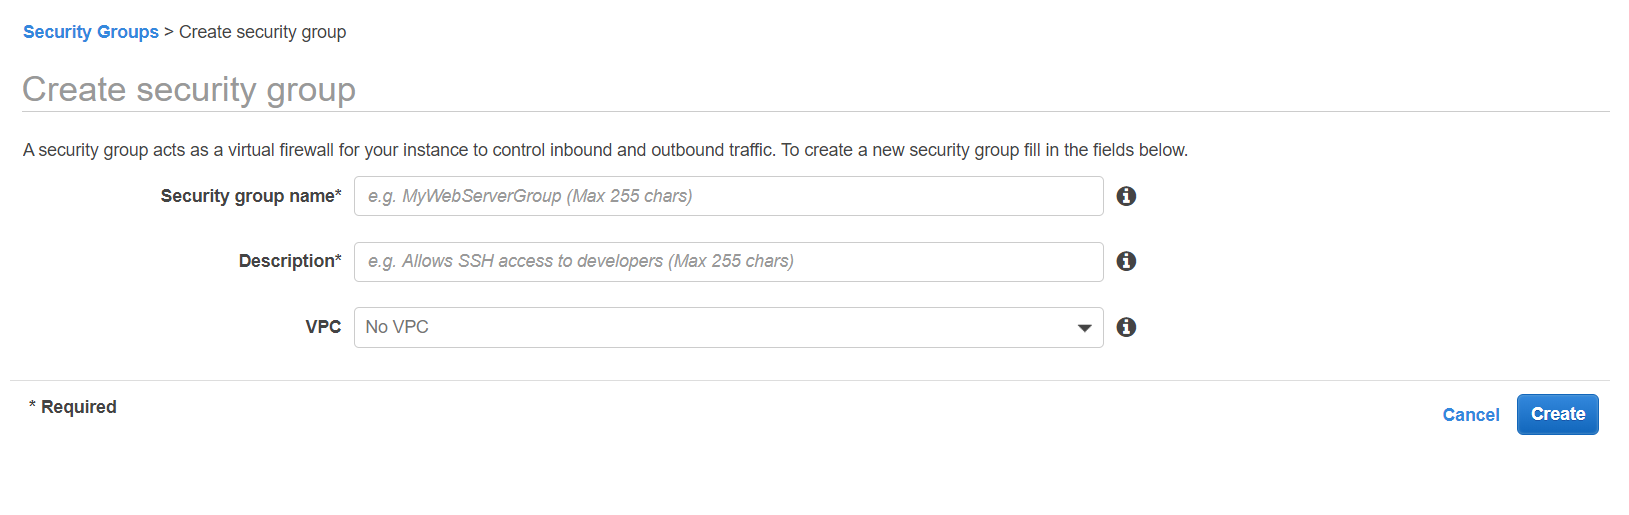 Security Groups > Create security group
Create security group
A security group acts as a virtual firewall for your instance to control inbound and outbound traffic. To create a new security group fill in the fields below.
Security group name* e.g. MyWebServerGroup (Max 255 chars)
Description* e.g. Allows SSH access to developers (Max 255 chars)
VPC No VPC
* Required
Cancel Create